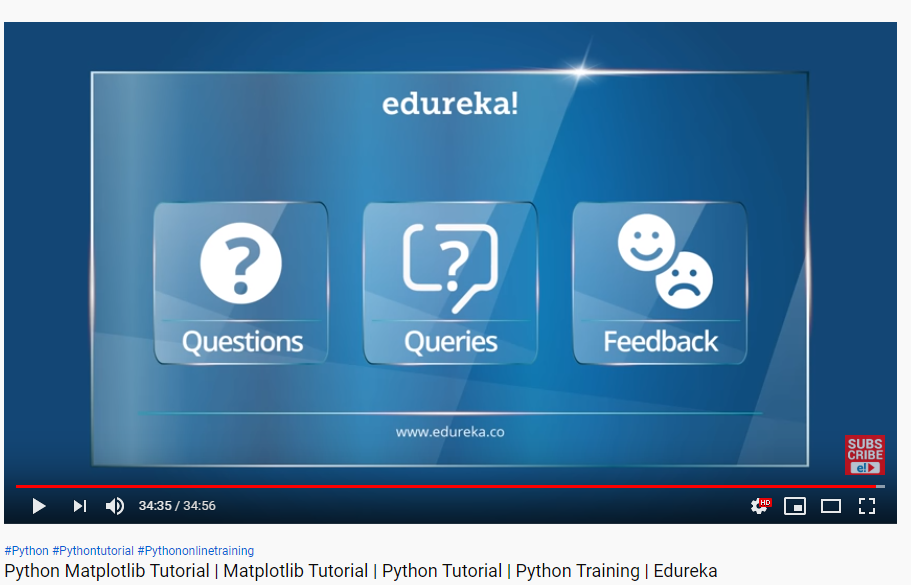 edureka!
?
?
Questions
Queries
Feedback
www.edureka.co
SUBS
CRIBE
e!
34:35 / 34:56
HD
#Python #Pythontutorial #Pythononlinetraining
Python Matplotlib Tutorial | Matplotlib Tutorial | Python Tutorial | Python Training | Edureka